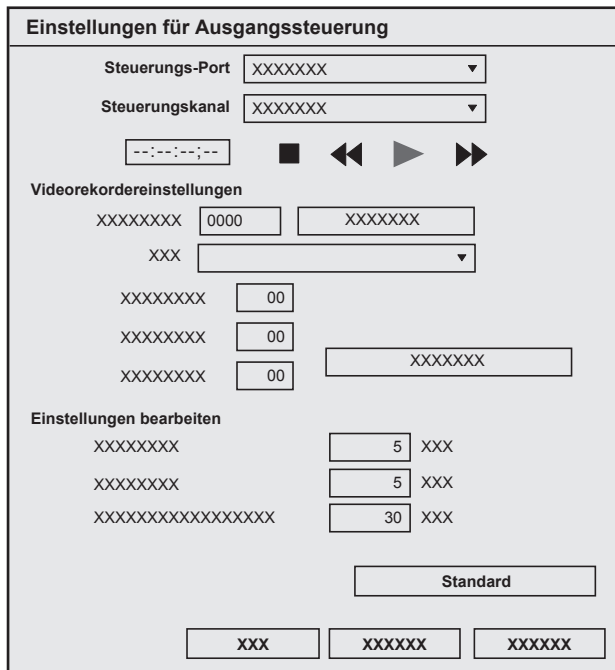 Einstellungen für Ausgangssteuerung
Steuerungs-Port XXXXXXX
Steuerungskanal XXXXXXX
--:--:--;--
Videorekordereinstellungen
XXXXXXXX 0000 XXXXXXX
XXX
XXXXXXXX 00
XXXXXXXX 00
XXXXXXX
XXXXXXXX 00
Einstellungen bearbeiten
XXXXXXXX 5 XXX
XXXXXXXX 5 XXX
XXXXXXXXXXXXXXXXX 30 XXX
Standard
XXX XXXXXX XXXXXX